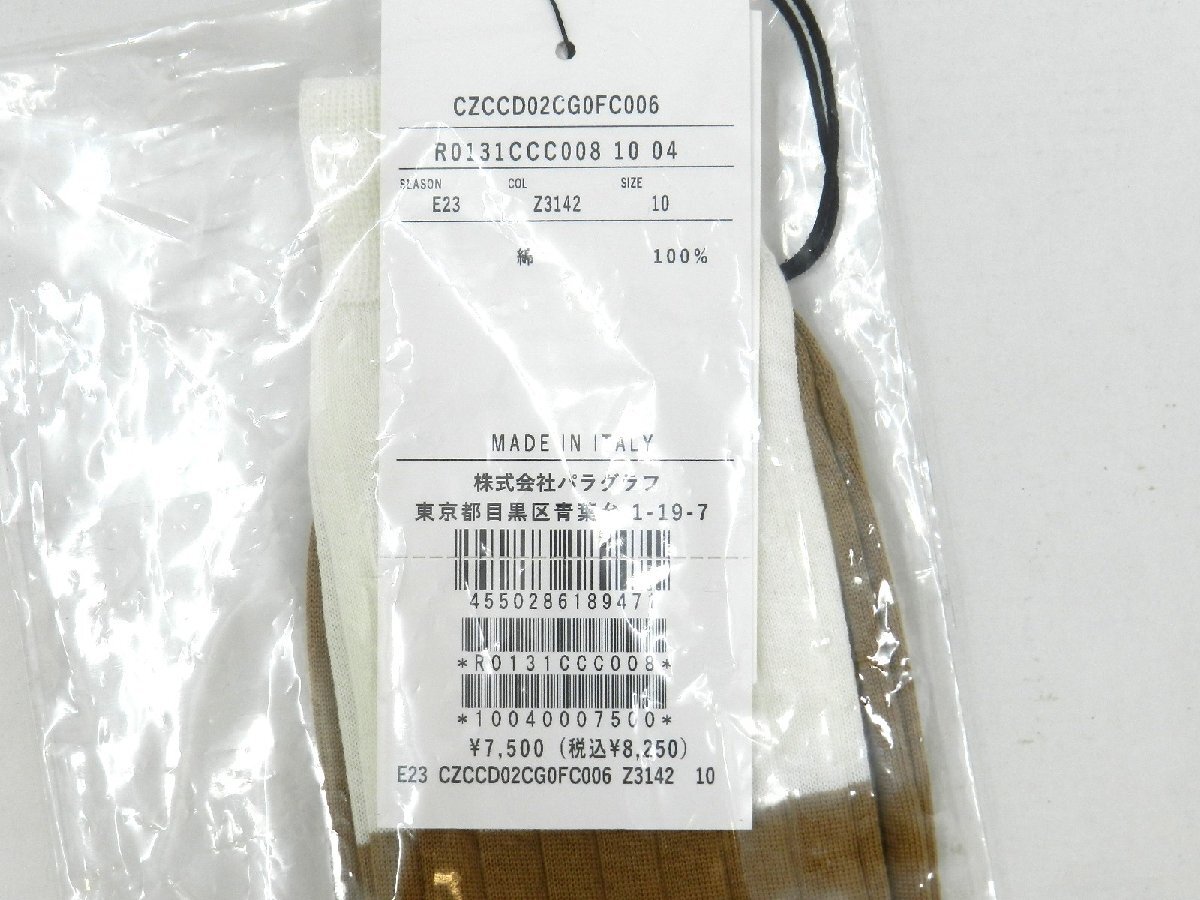 CZCCD02CG0FC006
R0131CCC008 10 04
SEASON COL SIZE
E23 Z3142 10
綿 100%
MADE IN ITALY
株式会社パラグラフ
東京都目黒区青葉台 1-19-7
4550286189471
*R0131CCC008*
*10040007500*
¥7,500 (税込¥8,250)
E23 CZCCD02CG0FC006 Z3142 10